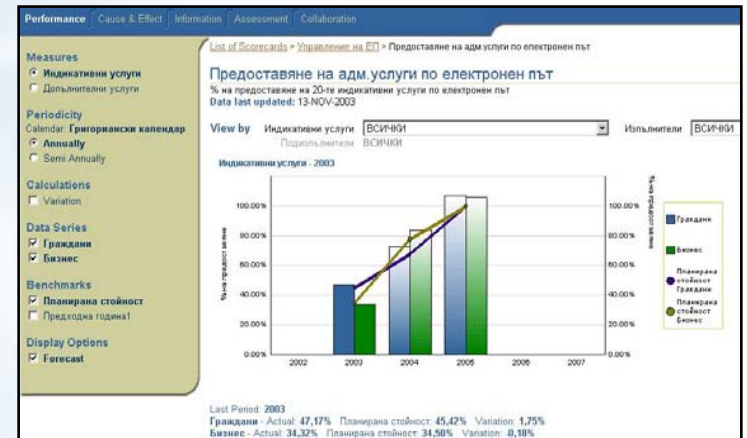 Performance Cause & Effect Information Assessment Collaboration
List of Scorecards > Управление на ЕП > Предоставяне на адм.услуги по електронен път
Measures
Индикативни услуги
Допълнителни услуги
Periodicity
Calendar: Григориански календар
Annually
Semi Annually
Calculations
Variation
Data Series
Граждани
Бизнес
Benchmarks
Планирана стойност
Предходна година1
Display Options
Forecast
Предоставяне на адм.услуги по електронен път
% на предоставяне на 20-те индикативни услуги по електронен път
Data last updated: 13-NOV-2003
View by Индикативни услуги ВСИЧКИ Изпълнители ВСИЧКИ
Подизпълнители ВСИЧКИ
Индикативни услуги - 2003
% на предоставяне
100.00%
80.00%
60.00%
40.00%
20.00%
0.00%
2002 2003 2004 2005 2006 2007
100.00%
80.00%
60.00%
40.00%
20.00%
0.00%
% на предоставяне
Граждани
Бизнес
Планирана
стойност
Граждани
Планирана
стойност
Бизнес
Last Period: 2003
Граждани - Actual: 47,17% Планирана стойност: 45,42% Variation: 1,75%
Бизнес - Actual: 34,32% Планирана стойност: 34,50% Variation: -0,18%